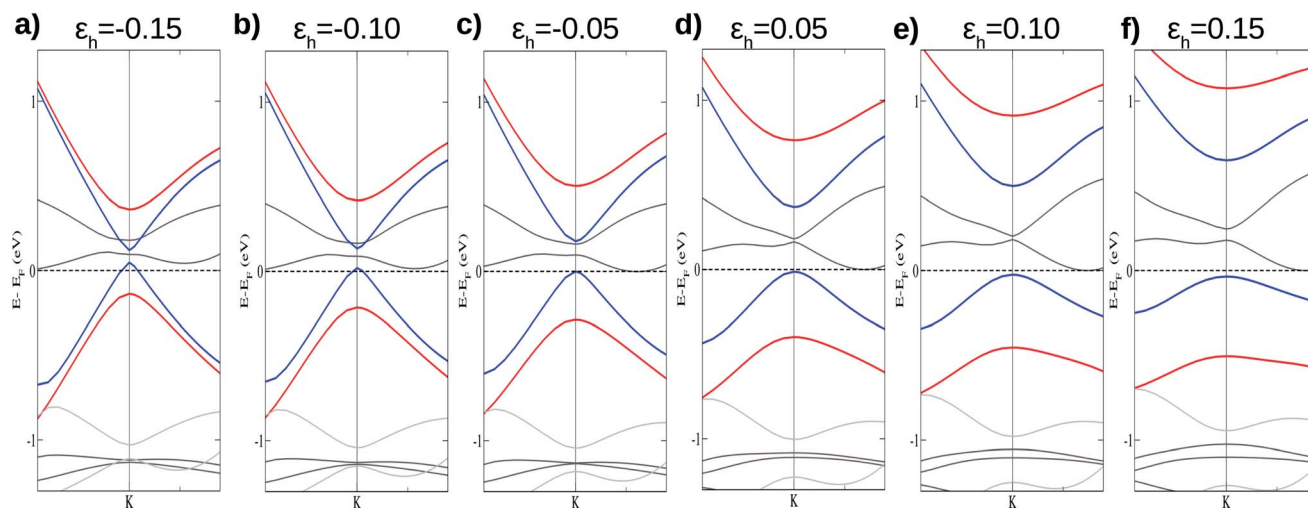 a) εh=-0.15
b) εh=-0.10
c) εh=-0.05
d) εh=0.05
e) εh=0.10
f) εh=0.15
E- EF (eV)
1
0
-1
K
E-EF (eV)
1
0
-1
K
E-EF (eV)
1
0
-1
K
E-EF (eV)
1
0
-1
K
E-EF (eV)
1
0
-1
K
E-EF (eV)
1
0
-1
K